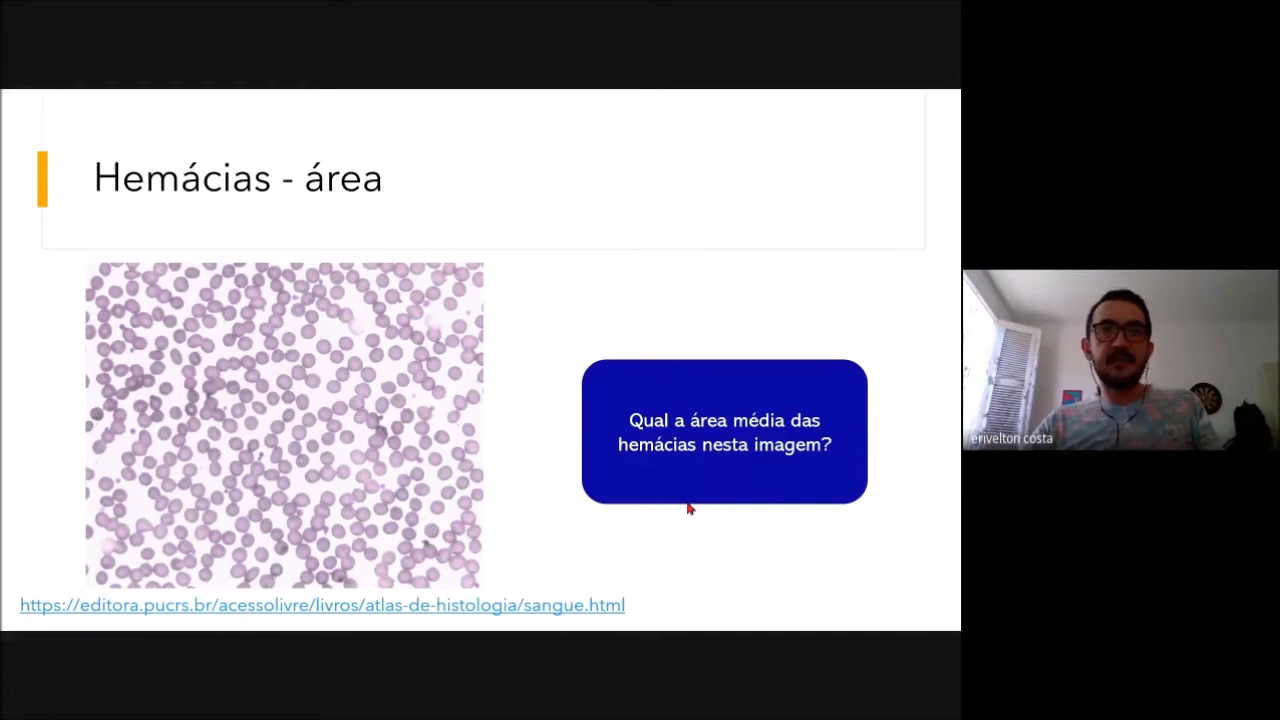 Hemácias - área
Qual a área média das
hemácias nesta imagem?
https://editora.pucrs.br/acessolivre/livros/atlas-de-histologia/sangue.html
erivelton costa